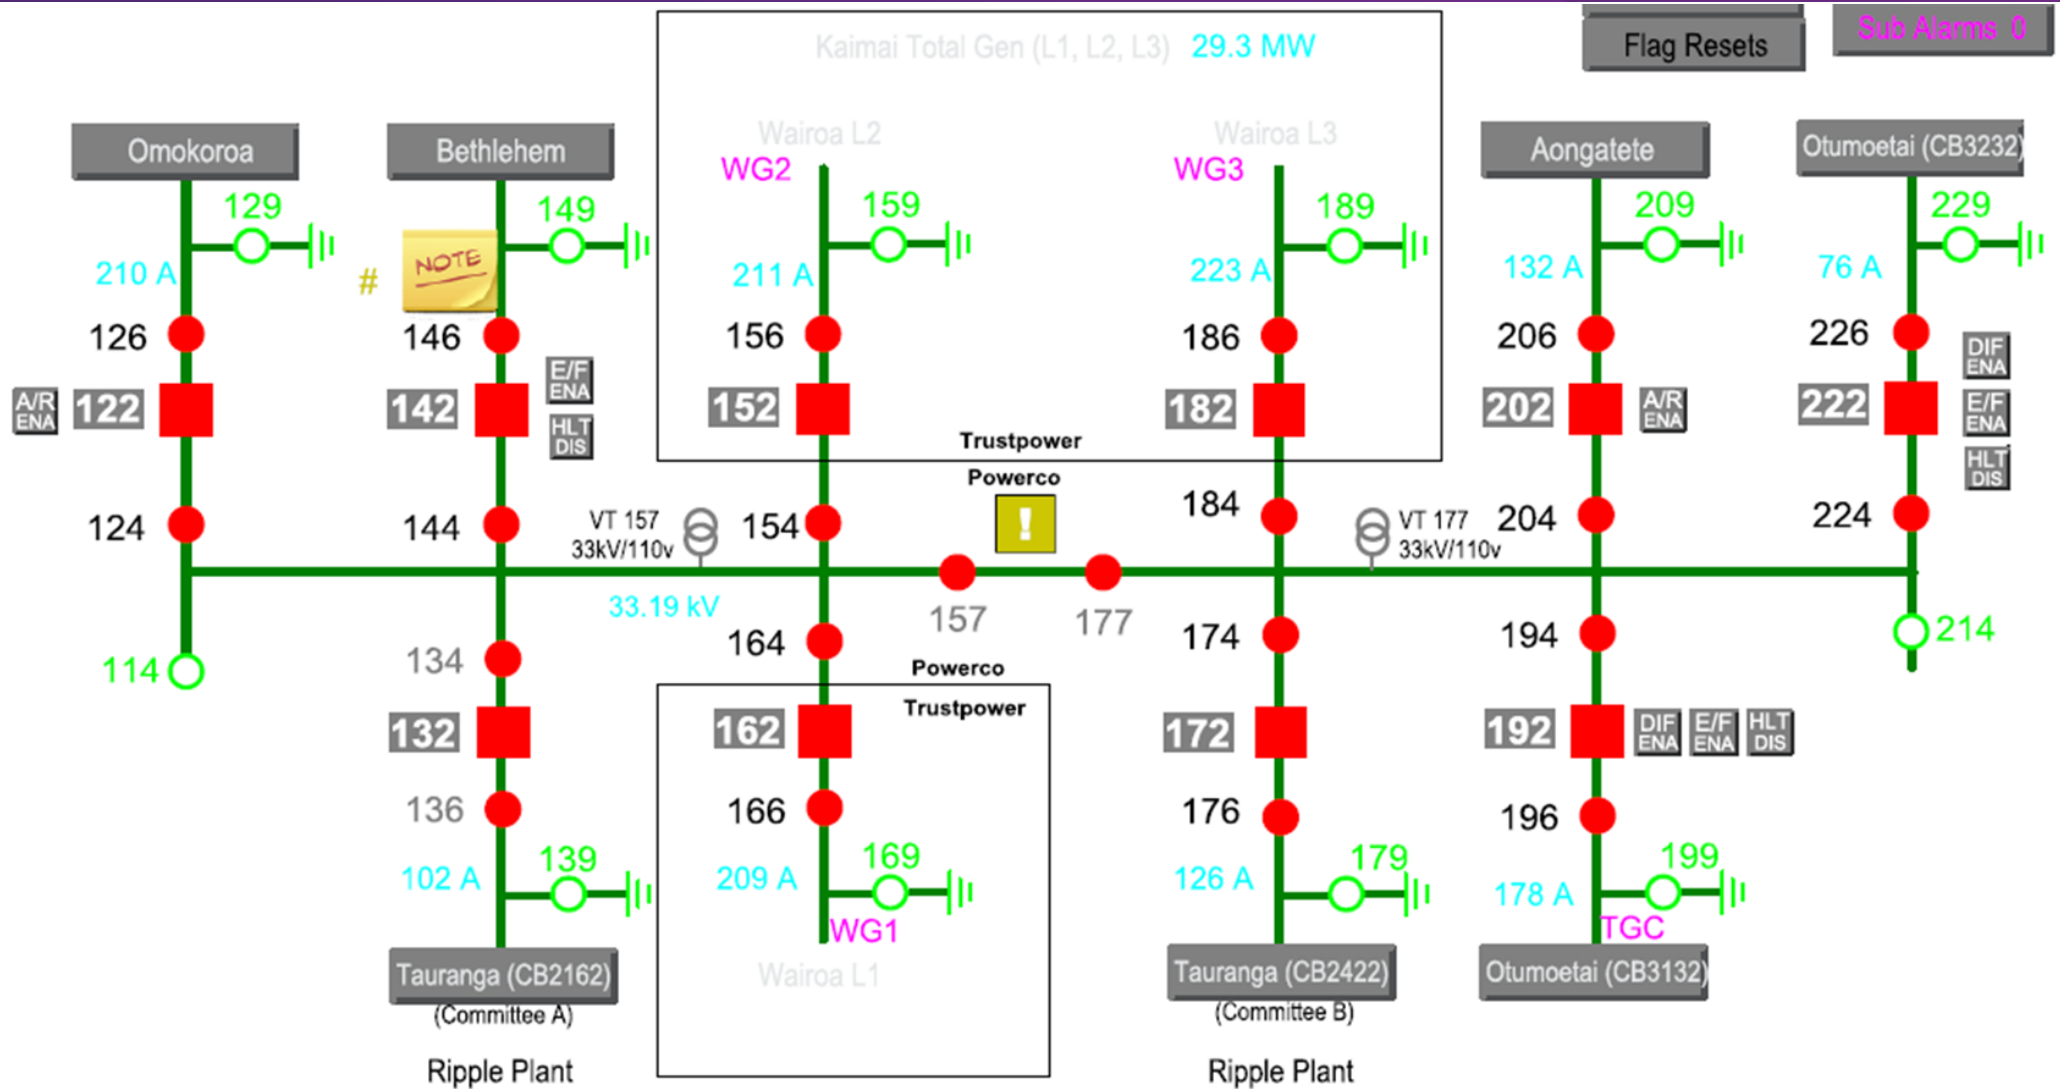 Kaimai Total Gen (L1, L2, L3) 29.3 MW
Flag Resets
Sub Alarms 0
Omokoroa
Bethlehem
Wairoa L2
Wairoa L3
Aongatete
Otumoetai (CB3232)
WG2
WG3
129
149
159
189
209
229
210 A
#
NOTE
211 A
223 A
132 A
76 A
126
146
156
186
206
226
A/R
ENA
122
142
E/F
ENA
HLT
DIS
152
182
202
A/R
ENA
222
DIF
ENA
E/F
ENA
HLT
DIS
Trustpower
Powerco
!
124
144
VT 157
33kV/110v
154
184
VT 177
33kV/110v
204
224
33.19 kV
157
177
114
134
164
174
194
214
Powerco
Trustpower
132
162
172
192
DIF
ENA
E/F
ENA
HLT
DIS
136
166
176
196
102 A
139
209 A
169
126 A
179
178 A
199
WG1
TGC
Tauranga (CB2162)
(Committee A)
Ripple Plant
Wairoa L1
Tauranga (CB2422)
(Committee B)
Ripple Plant
Otumoetai (CB3132)